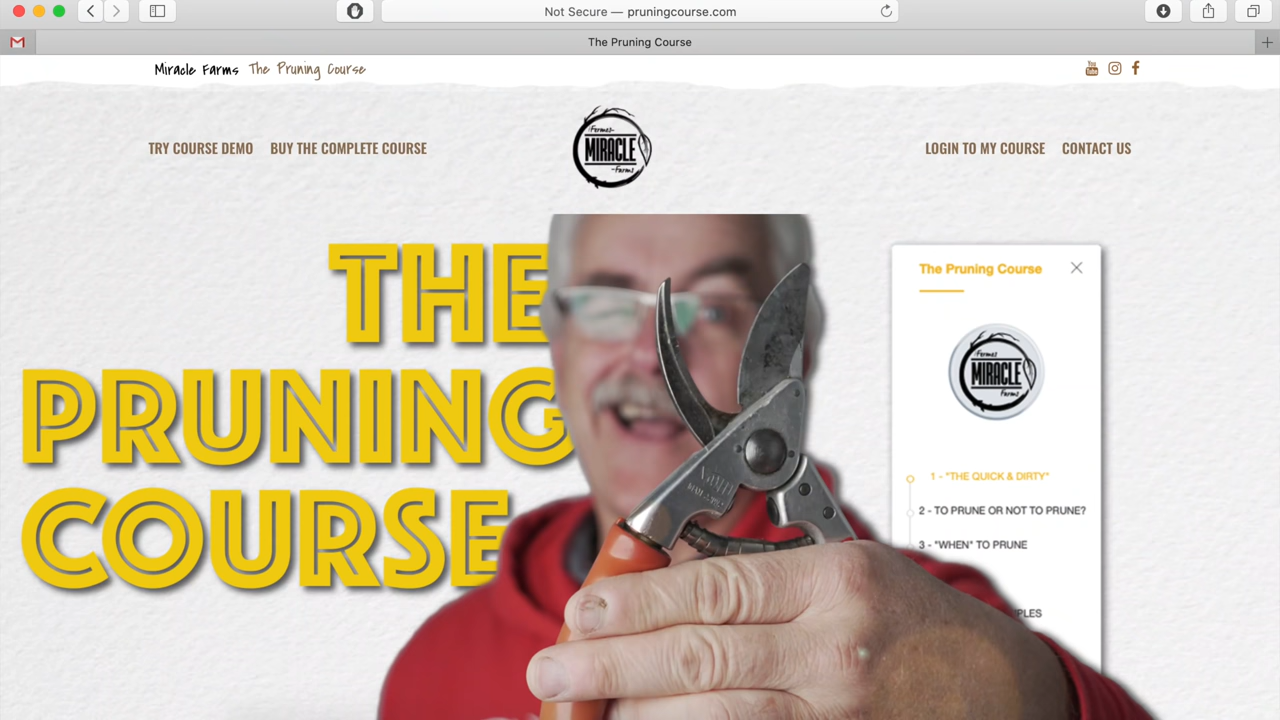 Not Secure — pruningcourse.com
The Pruning Course
Miracle Farms The Pruning Course
You
Tube
TRY COURSE DEMO BUY THE COMPLETE COURSE
Fermes
MIRACLE
Farms
LOGIN TO MY COURSE CONTACT US
THE
PRUNING
COURSE
The Pruning Course
Fermes
MIRACLE
Farms
1 - "THE QUICK & DIRTY"
2 - TO PRUNE OR NOT TO PRUNE?
3 - "WHEN" TO PRUNE